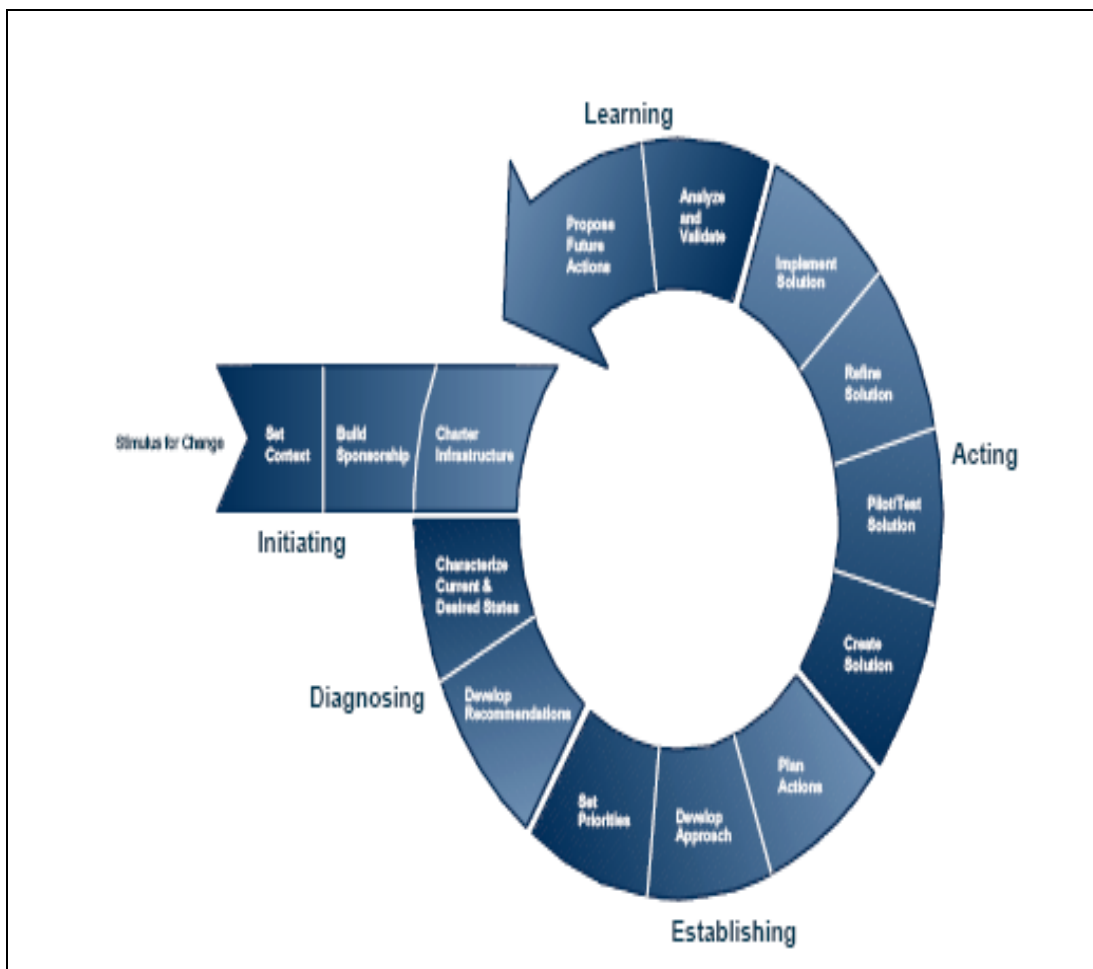 Learning
Propose
Future
Actions
Analyze
and
Validate
Implement
Solution
Refine
Solution
Acting
Pilot/Test
Solution
Create
Solution
Stimulus for Change
Set
Context
Build
Sponsorship
Charter
Infrastructure
Initiating
Characterize
Current &
Desired States
Diagnosing
Develop
Recommendations
Set
Priorities
Develop
Approach
Plan
Actions
Establishing